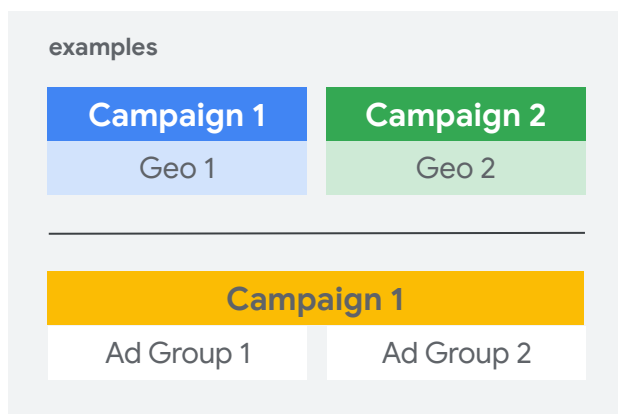 examples
Campaign 1 Campaign 2
Geo 1 Geo 2
Campaign 1
Ad Group 1 Ad Group 2